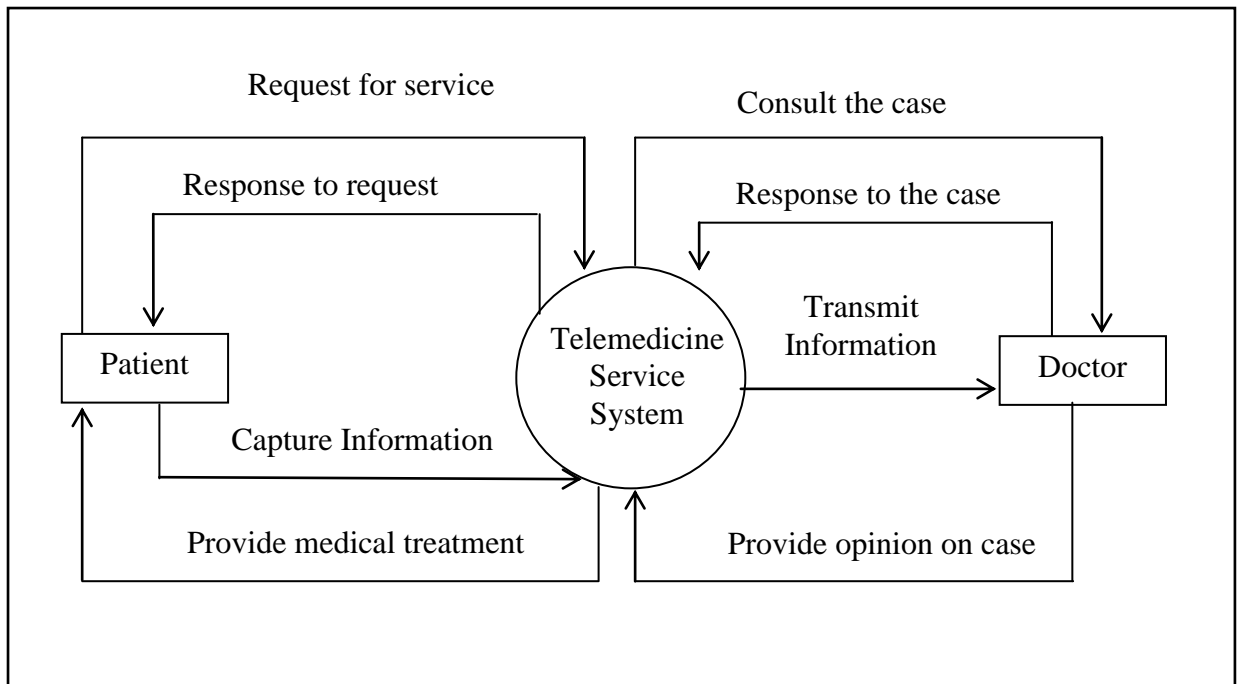 Request for service
Consult the case
Response to request
Response to the case
Transmit
Information
Telemedicine
Service
System
Patient
Doctor
Capture Information
Provide medical treatment
Provide opinion on case